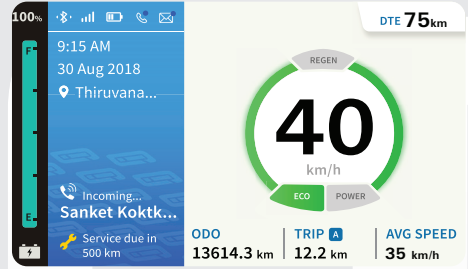 100%
F
E
9:15 AM
30 Aug 2018
Thiruvana...
Incoming...
Sanket Koktk...
Service due in
500 km
DTE 75km
REGEN
40
km/h
ECO
POWER
ODO
13614.3 km
TRIP A
12.2 km
AVG SPEED
35 km/h